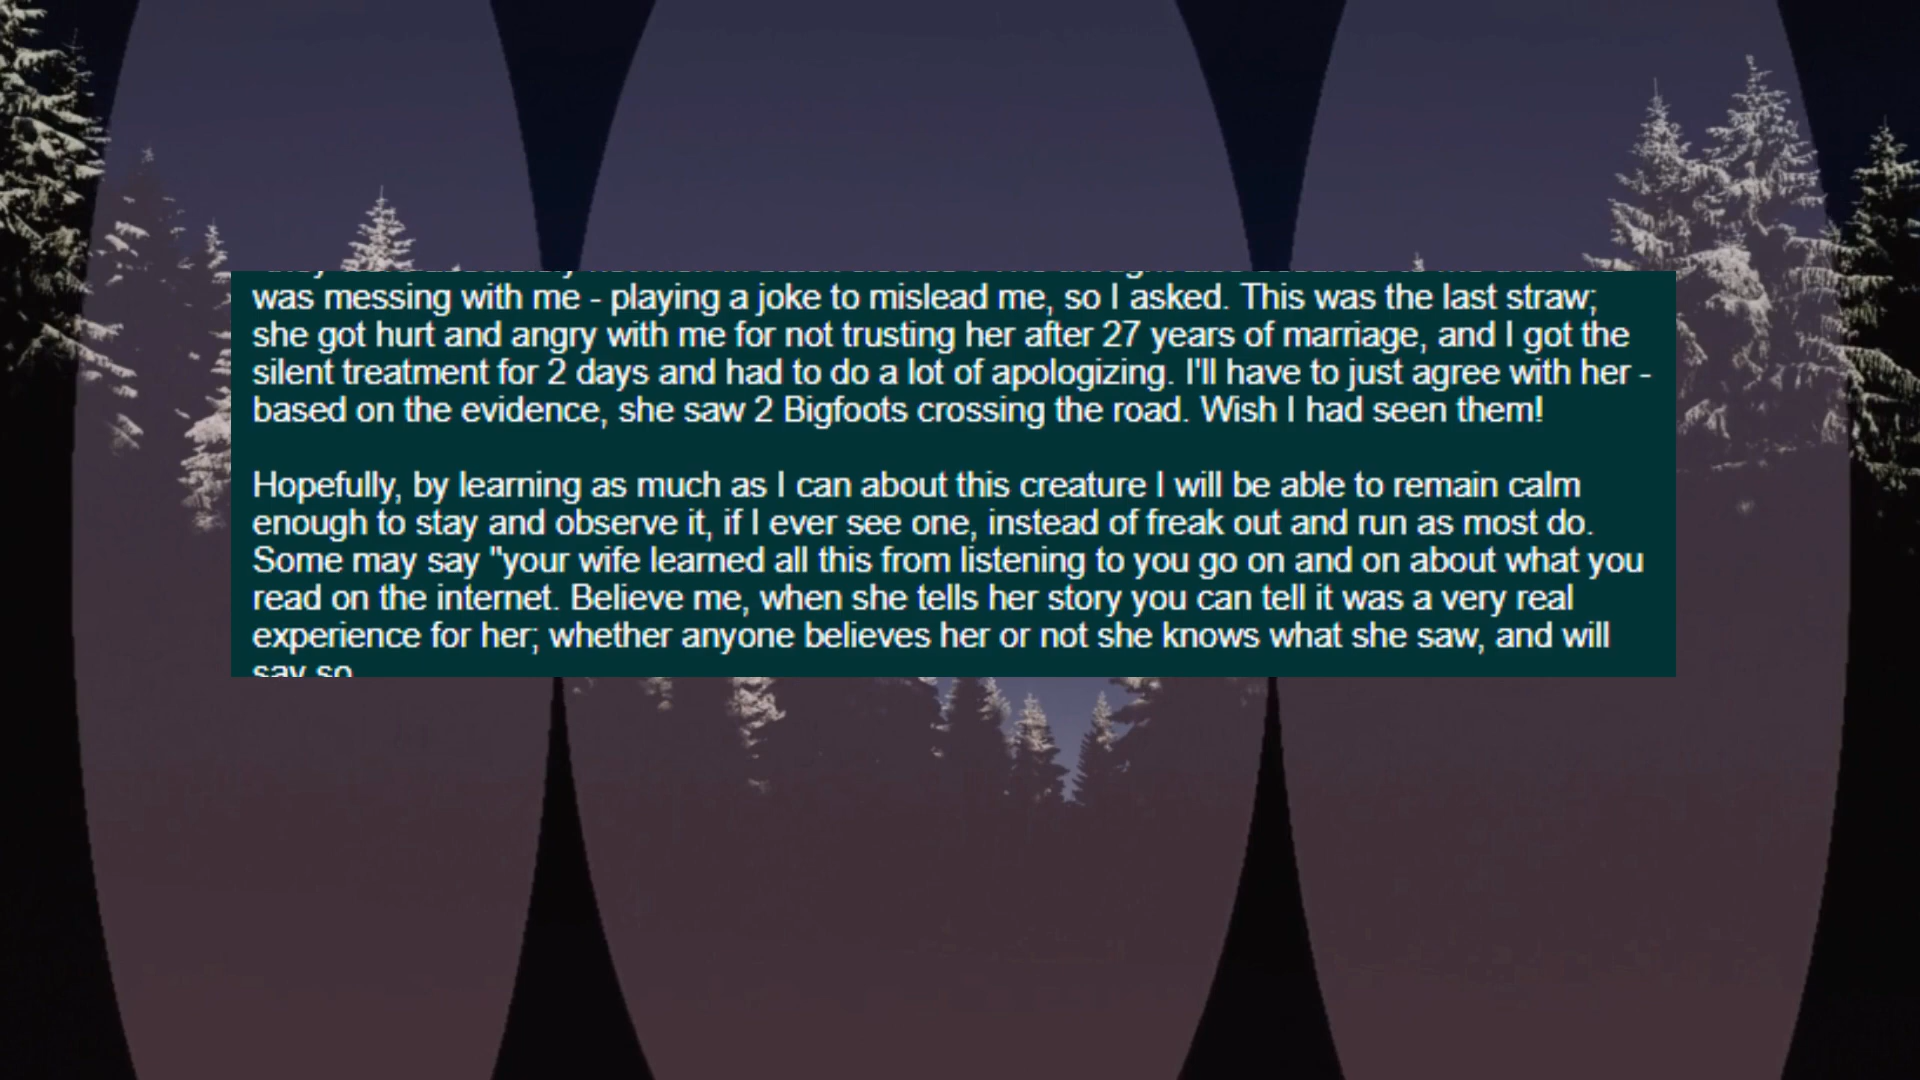 was messing with me - playing a joke to mislead me, so I asked. This was the last straw;
she got hurt and angry with me for not trusting her after 27 years of marriage, and I got the
silent treatment for 2 days and had to do a lot of apologizing. I'll have to just agree with her -
based on the evidence, she saw 2 Bigfoots crossing the road. Wish I had seen them!
Hopefully, by learning as much as I can about this creature I will be able to remain calm
enough to stay and observe it, if I ever see one, instead of freak out and run as most do.
Some may say "your wife learned all this from listening to you go on and on about what you
read on the internet. Believe me, when she tells her story you can tell it was a very real
experience for her; whether anyone believes her or not she knows what she saw, and will
say so